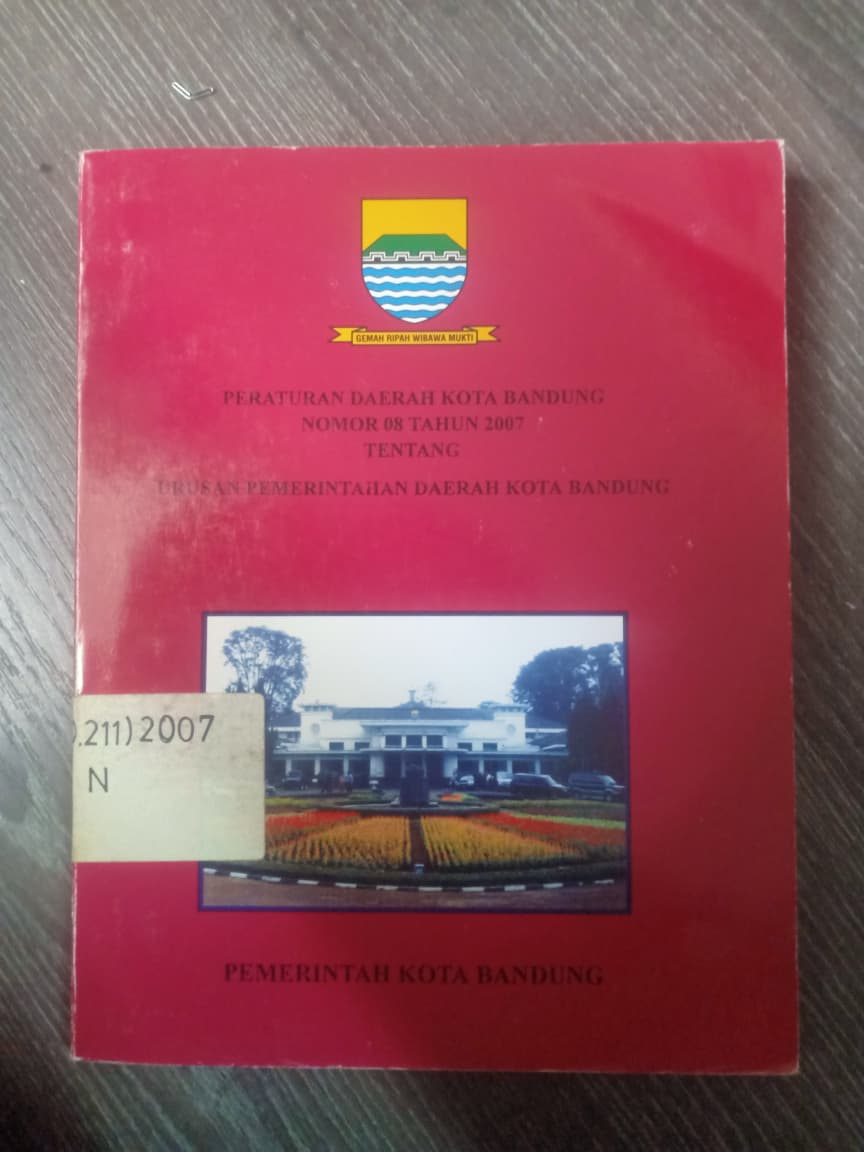 GEMAH RIPAH WIBAWA MUKTI
PERATURAN DAERAH KOTA BANDUNG
NOMOR 08 TAHUN 2007
TENTANG
URUSAN PEMERINTAHAN DAERAH KOTA BANDUNG
.211) 2007
N
PEMERINTAH KOTA BANDUNG